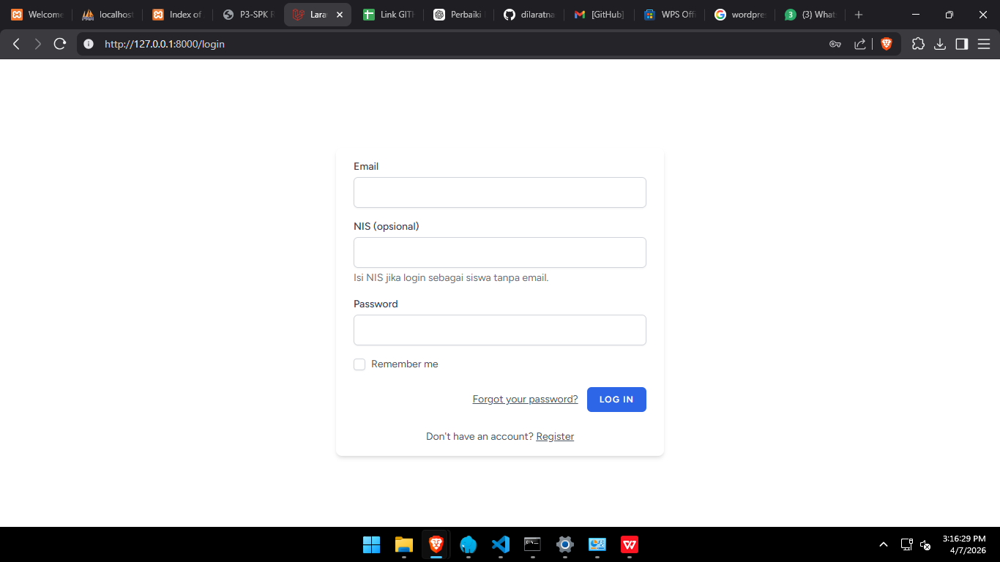 Welcome
localhost
Index of
P3-SPK R
Lara
Link GITH
Perbaiki
dilaratna
[GitHub]
WPS Offi
wordpre
3
(3) What
http://127.0.0.1:8000/login
Email
NIS (opsional)
Isi NIS jika login sebagai siswa tanpa email.
Password
Remember me
Forgot your password?
LOG IN
Don't have an account? Register
3:16:29 PM
4/7/2026